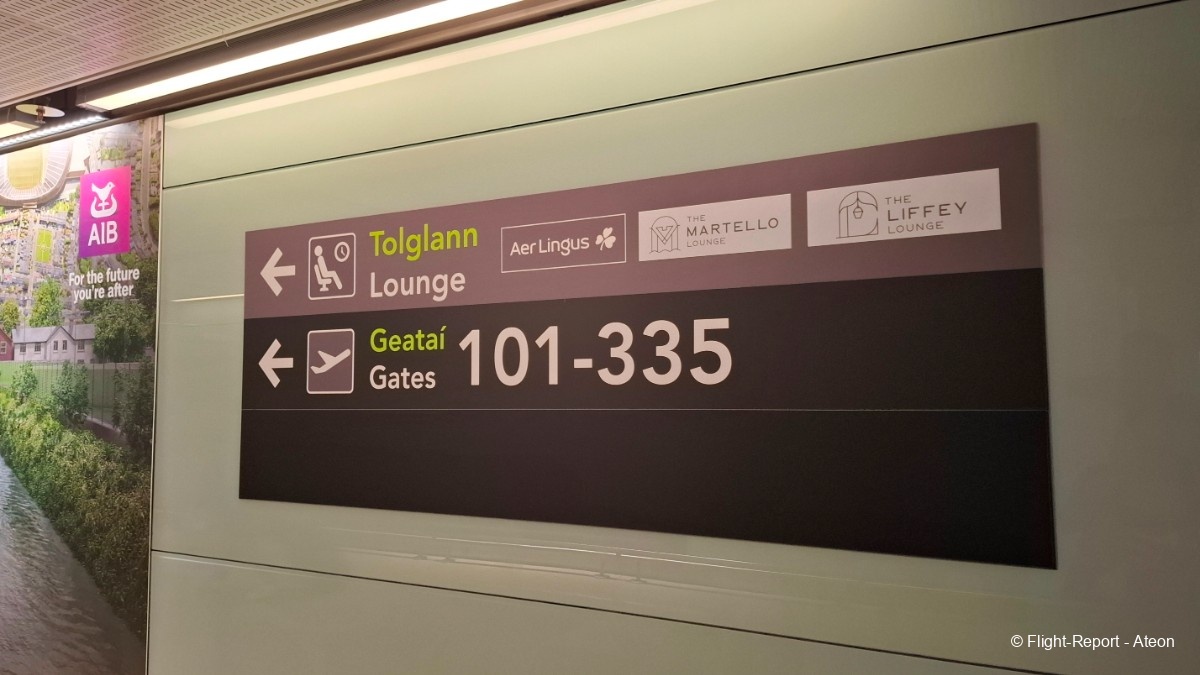 AIB
For the future
you're after
Tolglann
Lounge
Aer Lingus
THE
MARTELLO
LOUNGE
THE
LIFFEY
LOUNGE
Geataí
Gates
101-335
© Flight-Report - Ateon